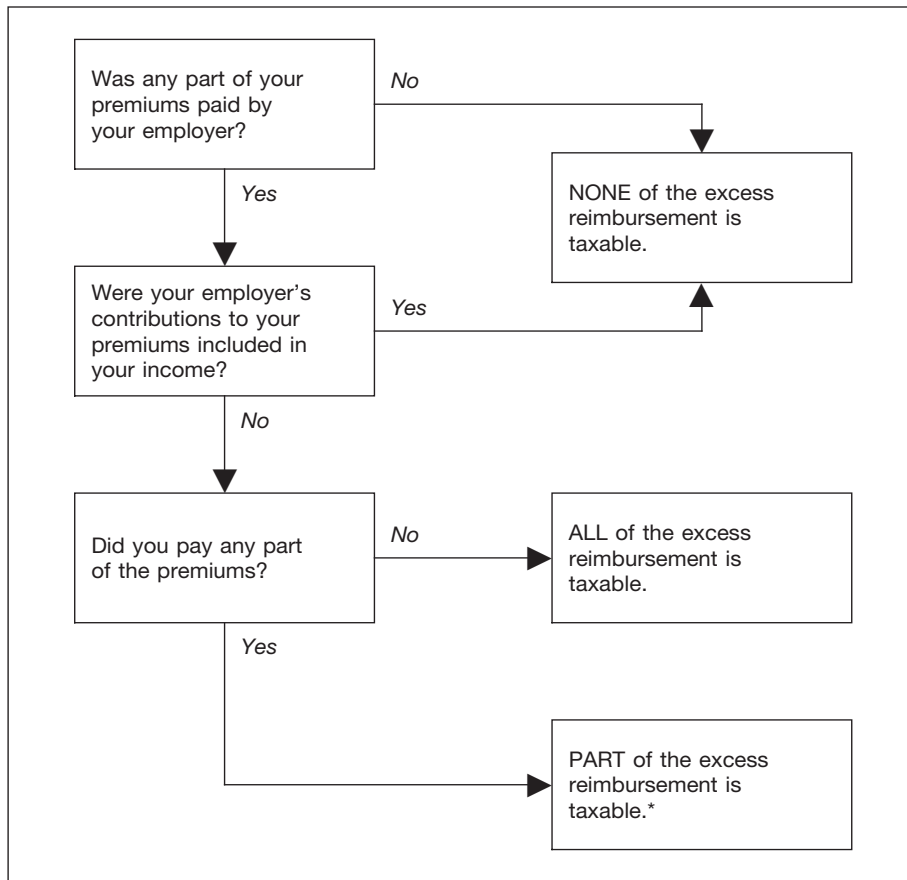 Was any part of your
premiums paid by
your employer?
No
Yes
NONE of the excess
reimbursement is
taxable.
Were your employer’s
contributions to your
premiums included in
your income?
Yes
No
Did you pay any part
of the premiums?
No
ALL of the excess
reimbursement is
taxable.
Yes
PART of the excess
reimbursement is
taxable.*